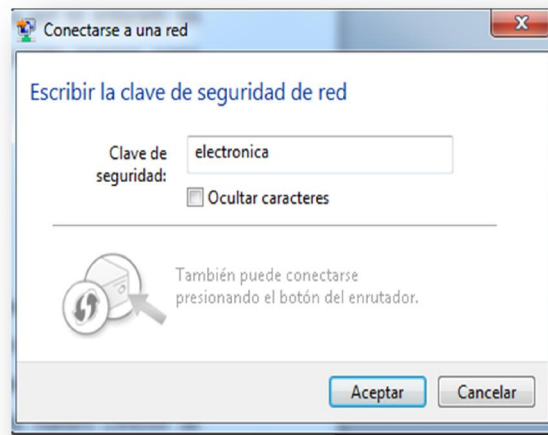 Conectarse a una red
Escribir la clave de seguridad de red
Clave de
seguridad:
electronica
Ocultar caracteres
También puede conectarse
presionando el botón del enrutador.
Aceptar
Cancelar